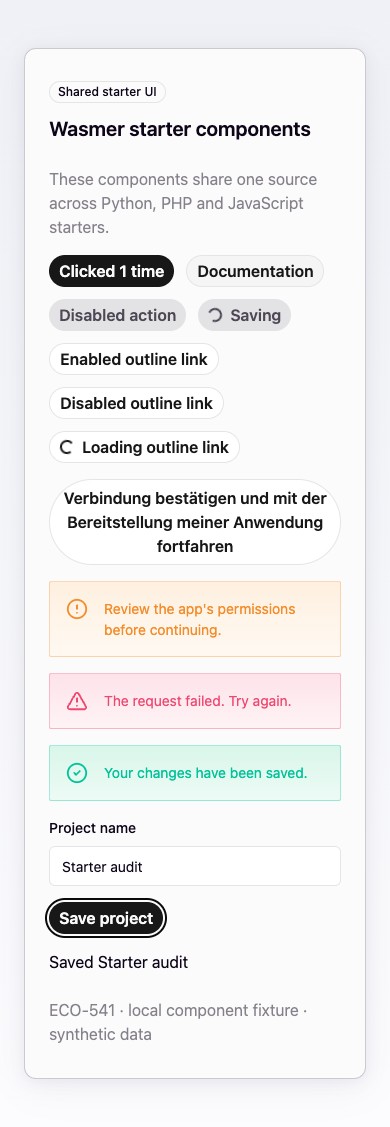 Shared starter UI
Wasmer starter components
These components share one source
across Python, PHP and JavaScript
starters.
Clicked 1 time
Documentation
Disabled action
Saving
Enabled outline link
Disabled outline link
Loading outline link
Verbindung bestätigen und mit der
Bereitstellung meiner Anwendung
fortfahren
Review the app's permissions
before continuing.
The request failed. Try again.
Your changes have been saved.
Project name
Starter audit
Save project
Saved Starter audit
ECO-541 · local component fixture ·
synthetic data